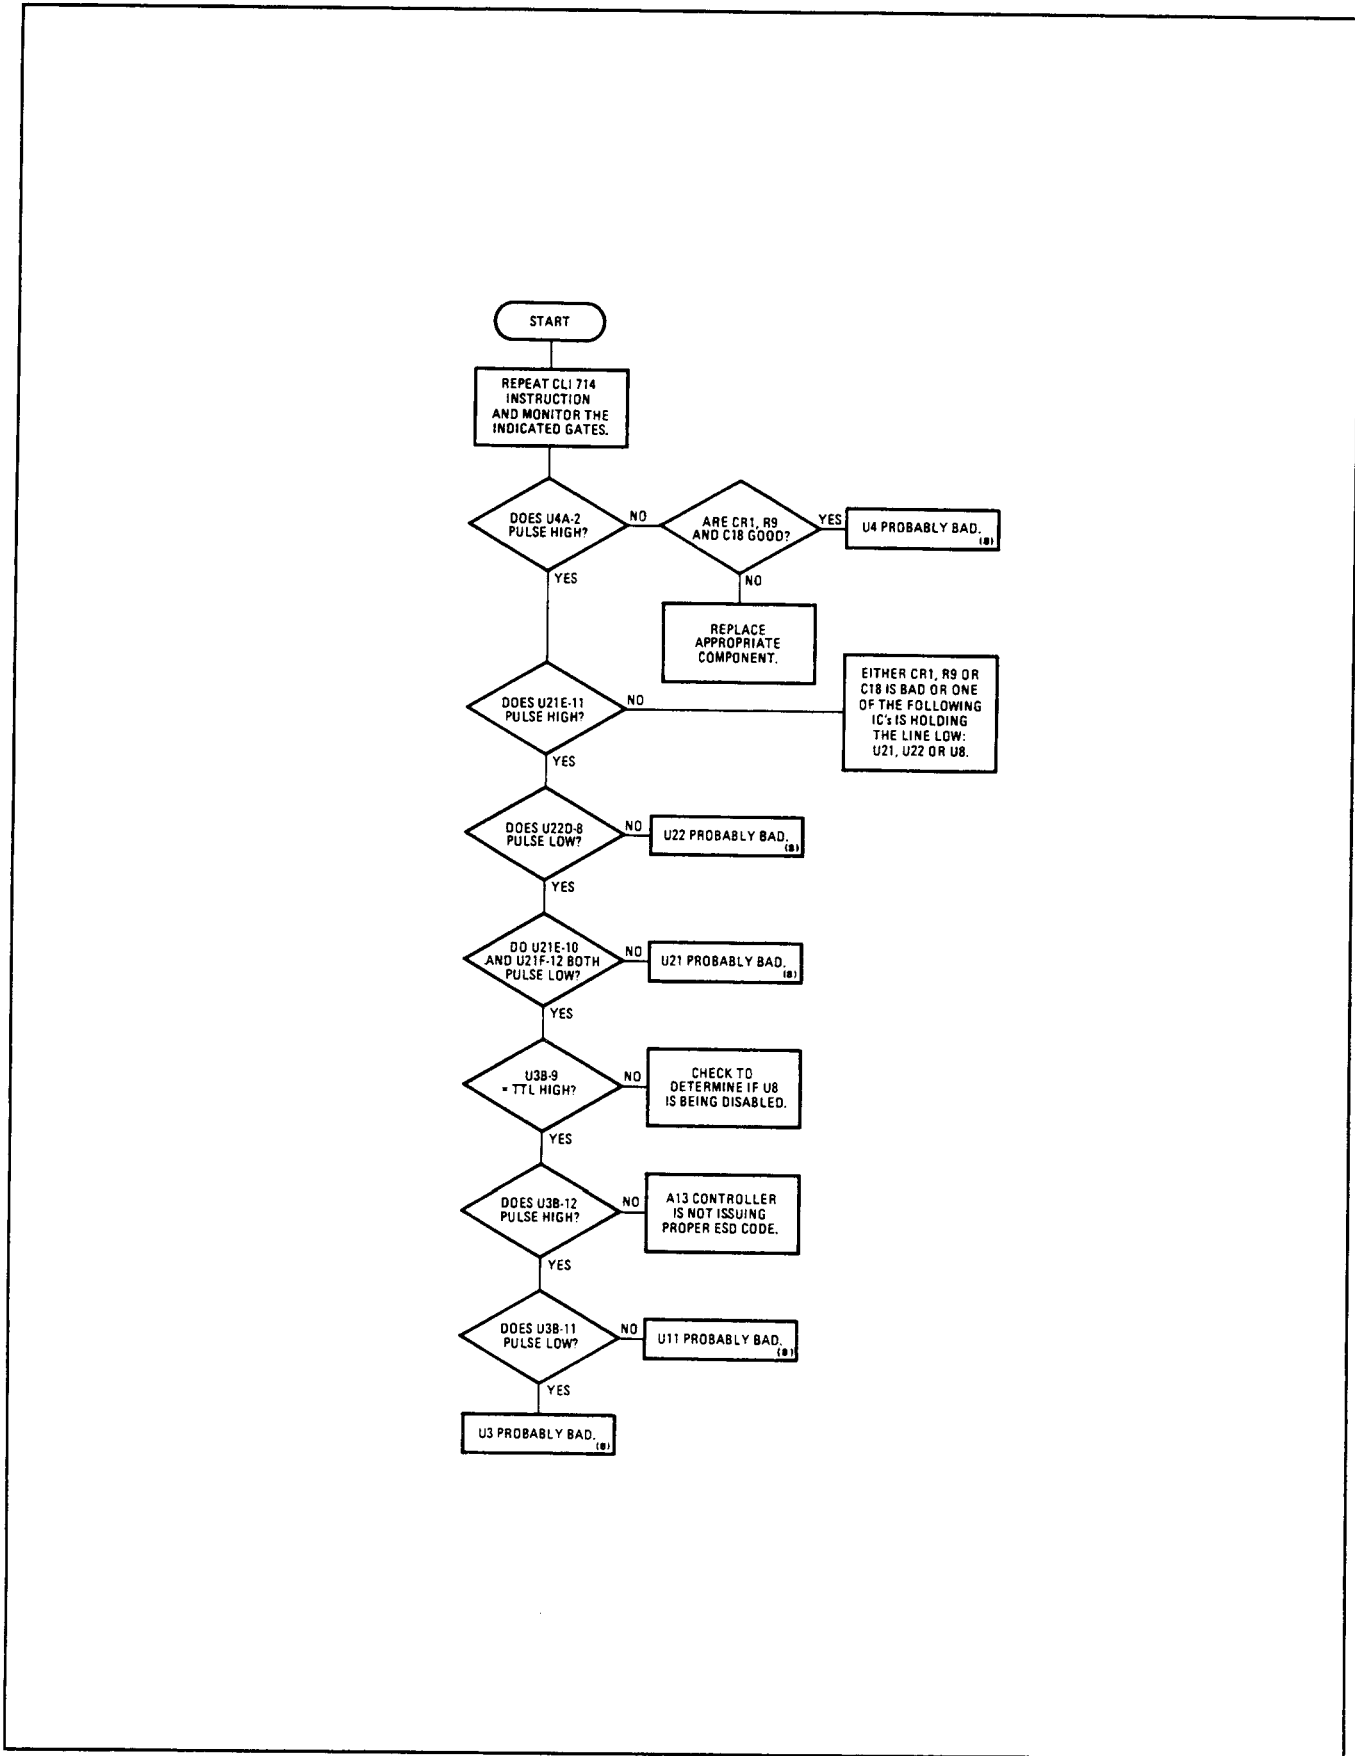 START
REPEAT CLI 714
INSTRUCTION
AND MONITOR THE
INDICATED GATES.
DOES U4A-2
PULSE HIGH?
NO
ARE CR1, R9
AND C18 GOOD?
YES
U4 PROBABLY BAD.
(8)
YES
NO
REPLACE
APPROPRIATE
COMPONENT.
DOES U21E-11
PULSE HIGH?
NO
EITHER CR1, R9 OR
C18 IS BAD OR ONE
OF THE FOLLOWING
IC's IS HOLDING
THE LINE LOW:
U21, U22 OR U8.
YES
DOES U22D-8
PULSE LOW?
NO
U22 PROBABLY BAD.
(8)
YES
DO U21E-10
AND U21F-12 BOTH
PULSE LOW?
NO
U21 PROBABLY BAD.
(8)
YES
U3B-9
= TTL HIGH?
NO
CHECK TO
DETERMINE IF U8
IS BEING DISABLED.
YES
DOES U3B-12
PULSE HIGH?
NO
A13 CONTROLLER
IS NOT ISSUING
PROPER ESD CODE.
YES
DOES U3B-11
PULSE LOW?
NO
U11 PROBABLY BAD.
(8)
YES
U3 PROBABLY BAD.
(8)